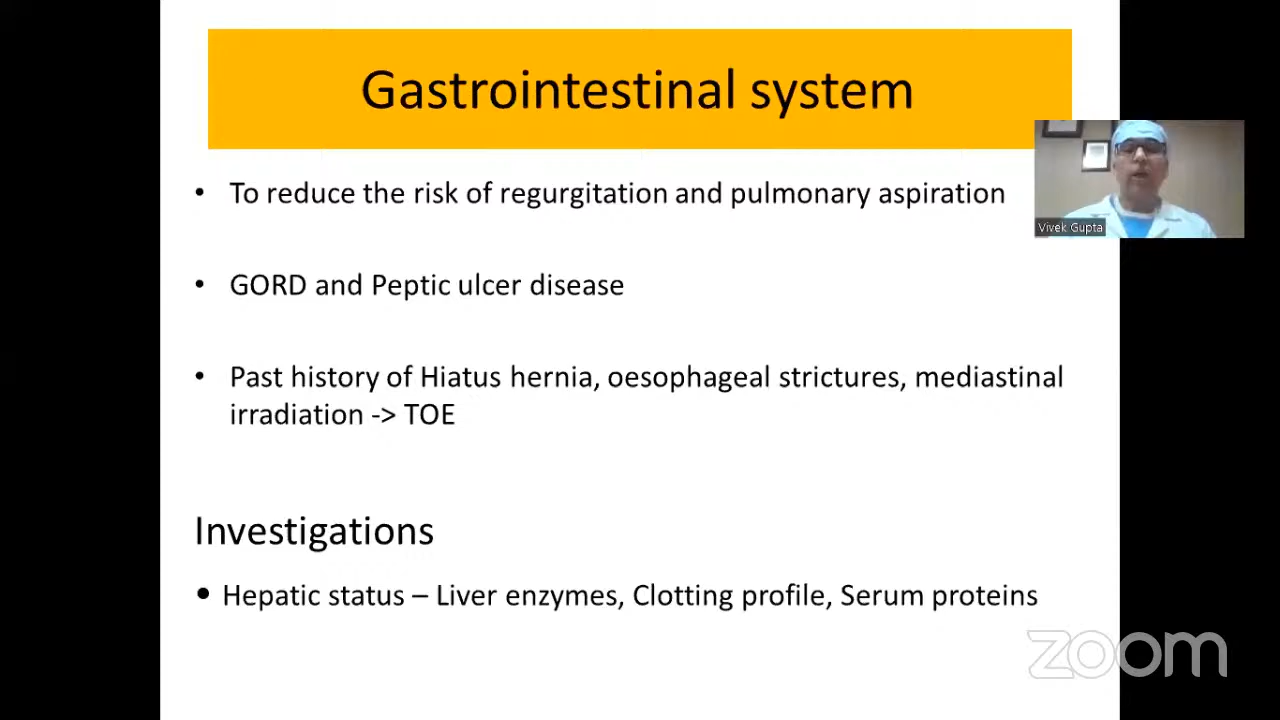 Gastrointestinal system
• To reduce the risk of regurgitation and pulmonary aspiration
Vivek Gupta
• GORD and Peptic ulcer disease
• Past history of Hiatus hernia, oesophageal strictures, mediastinal
irradiation -> TOE
Investigations
• Hepatic status – Liver enzymes, Clotting profile, Serum proteins
zoom